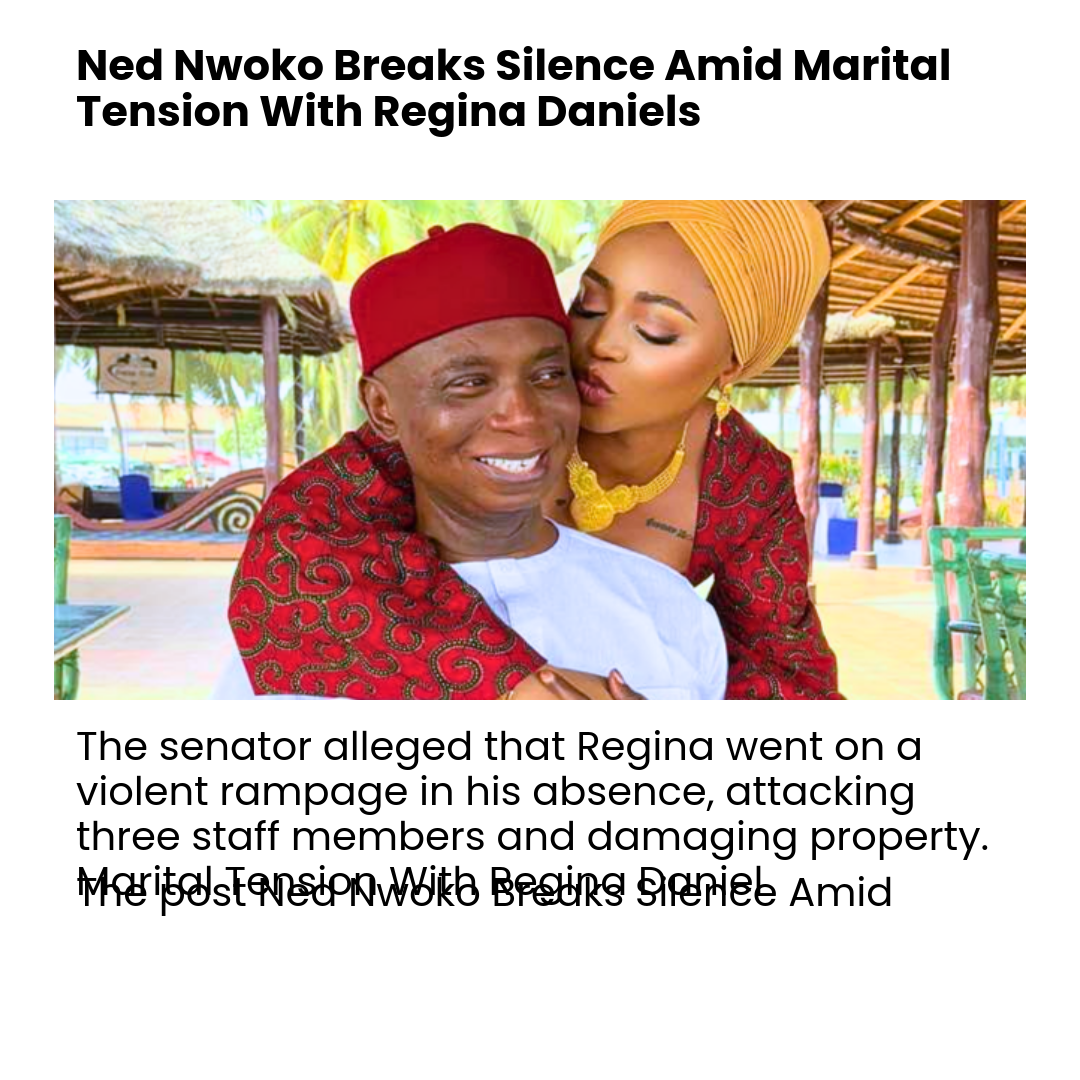 Ned Nwoko Breaks Silence Amid Marital
Tension With Regina Daniels
The senator alleged that Regina went on a
violent rampage in his absence, attacking
three staff members and damaging property.
The post Ned Nwoko Breaks Silence Amid
Marital Tension With Regina Daniel